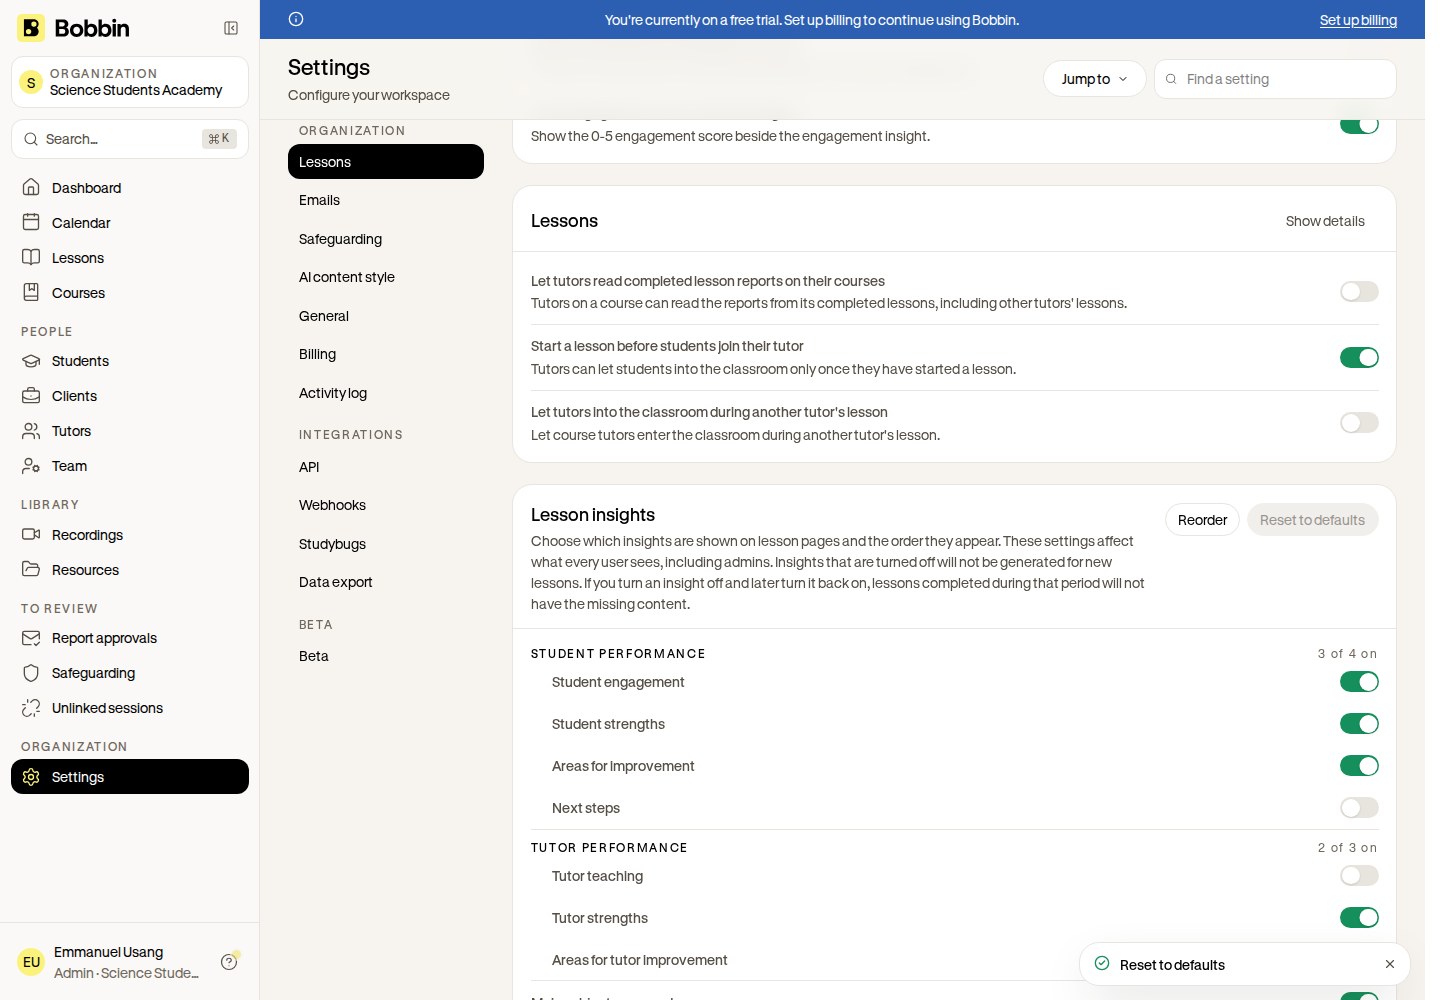 Bobbin
ORGANIZATION
S
Science Students Academy
Search...
⌘ K
Dashboard
Calendar
Lessons
Courses
PEOPLE
Students
Clients
Tutors
Team
LIBRARY
Recordings
Resources
TO REVIEW
Report approvals
Safeguarding
Unlinked sessions
ORGANIZATION
Settings
EU
Emmanuel Usang
Admin · Science Stude...
You're currently on a free trial. Set up billing to continue using Bobbin.
Set up billing
Settings
Configure your workspace
Jump to
Find a setting
ORGANIZATION
Lessons
Emails
Safeguarding
AI content style
General
Billing
Activity log
INTEGRATIONS
API
Webhooks
Studybugs
Data export
BETA
Beta
Show the 0-5 engagement score beside the engagement insight.
Lessons
Show details
Let tutors read completed lesson reports on their courses
Tutors on a course can read the reports from its completed lessons, including other tutors' lessons.
Start a lesson before students join their tutor
Tutors can let students into the classroom only once they have started a lesson.
Let tutors into the classroom during another tutor's lesson
Let course tutors enter the classroom during another tutor's lesson.
Lesson insights
Reorder
Reset to defaults
Choose which insights are shown on lesson pages and the order they appear. These settings affect
what every user sees, including admins. Insights that are turned off will not be generated for new
lessons. If you turn an insight off and later turn it back on, lessons completed during that period will not
have the missing content.
STUDENT PERFORMANCE
3 of 4 on
Student engagement
Student strengths
Areas for improvement
Next steps
TUTOR PERFORMANCE
2 of 3 on
Tutor teaching
Tutor strengths
Areas for tutor improvement
Reset to defaults